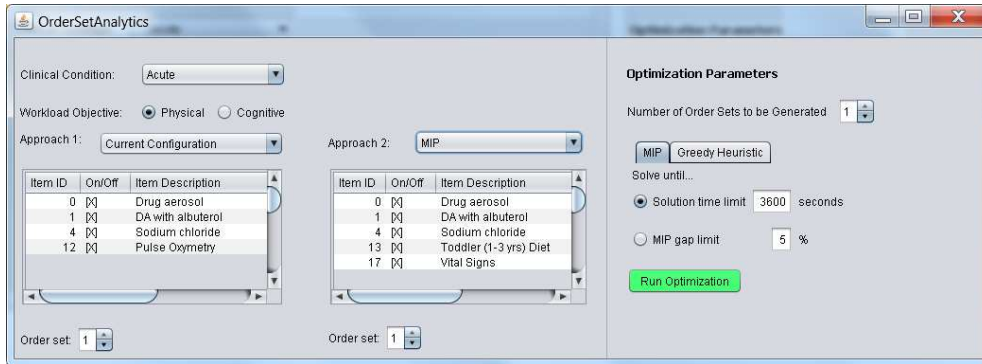 OrderSetAnalytics
Clinical Condition: Acute
Workload Objective: Physical Cognitive
Approach 1: Current Configuration
Item ID On/Off Item Description
0 [X] Drug aerosol
1 [X] DA with albuterol
4 [X] Sodium chloride
12 [X] Pulse Oxymetry
Order set: 1
Approach 2: MIP
Item ID On/Off Item Description
0 [X] Drug aerosol
1 [X] DA with albuterol
4 [X] Sodium chloride
13 [X] Toddler (1-3 yrs) Diet
17 [X] Vital Signs
Order set: 1
Optimization Parameters
Number of Order Sets to be Generated 1
MIP Greedy Heuristic
Solve until...
Solution time limit 3600 seconds
MIP gap limit 5 %
Run Optimization